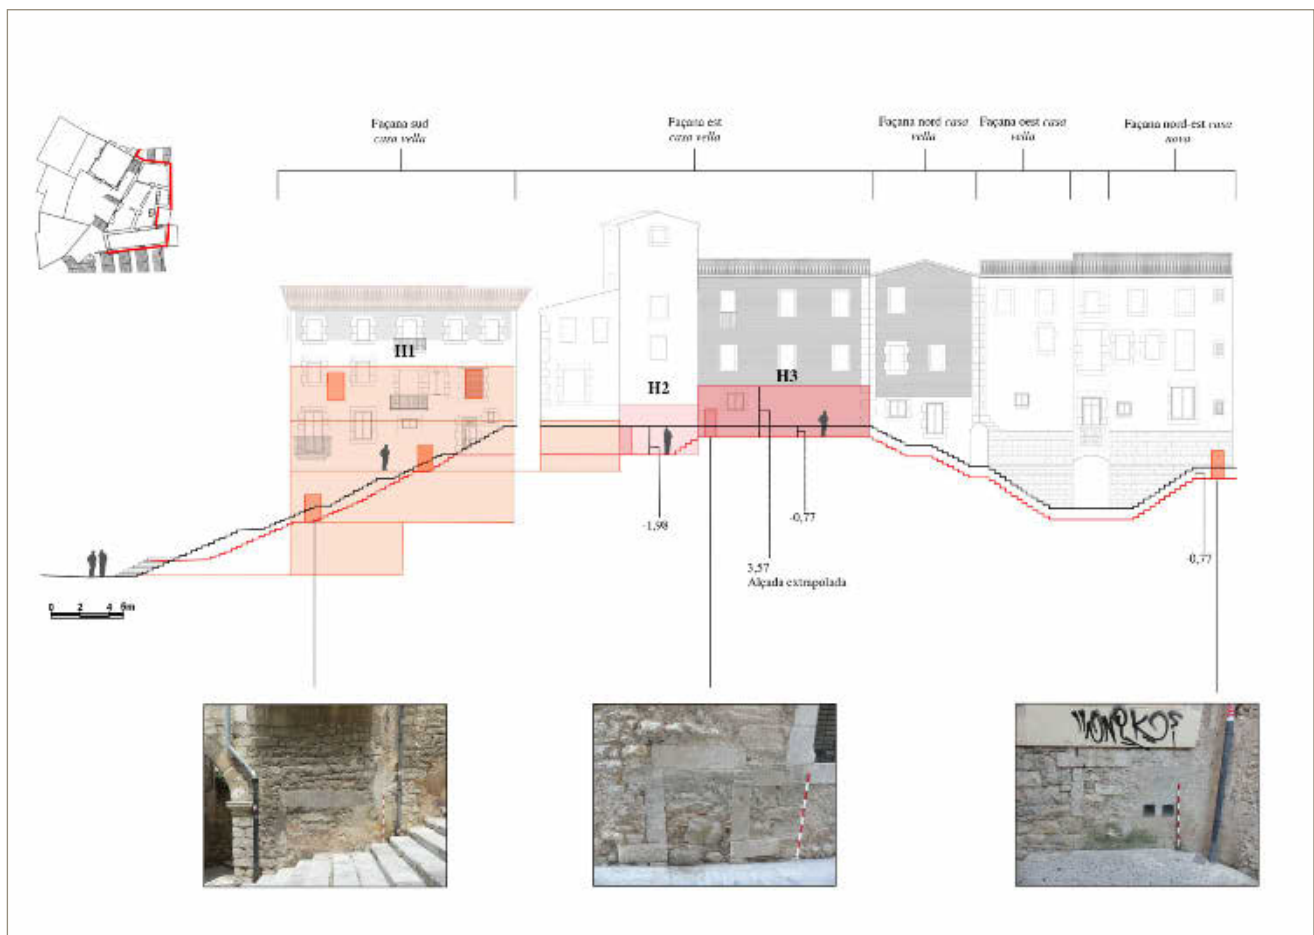 Façana sud
casa vella
Façana est
casa vella
Façana nord casa
vella
Façana oest casa
vella
Façana nord-est casa
nova
H1
H2
H3
-1,98
-0,77
3,57
Alçada extrapolada
-0,77
0 2 4 6m